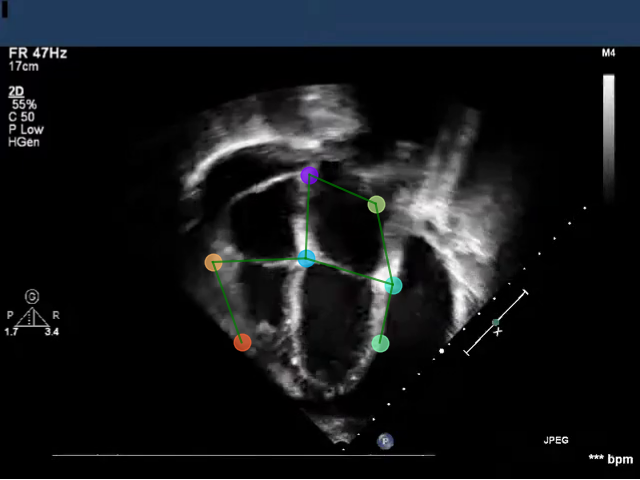 FR 47Hz
17cm
M4
2D
55%
C 50
P Low
HGen
G
P R
1.7 3.4
P
JPEG
*** bpm